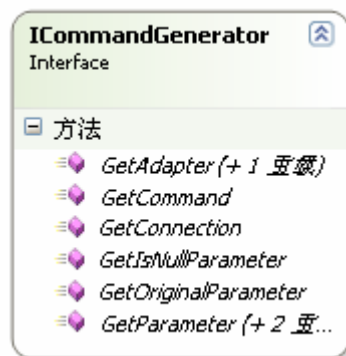 ICommandGenerator
Interface
方法
GetAdapter (+ 1 重载)
GetCommand
GetConnection
GetIsNullParameter
GetOriginalParameter
GetParameter (+ 2 重...